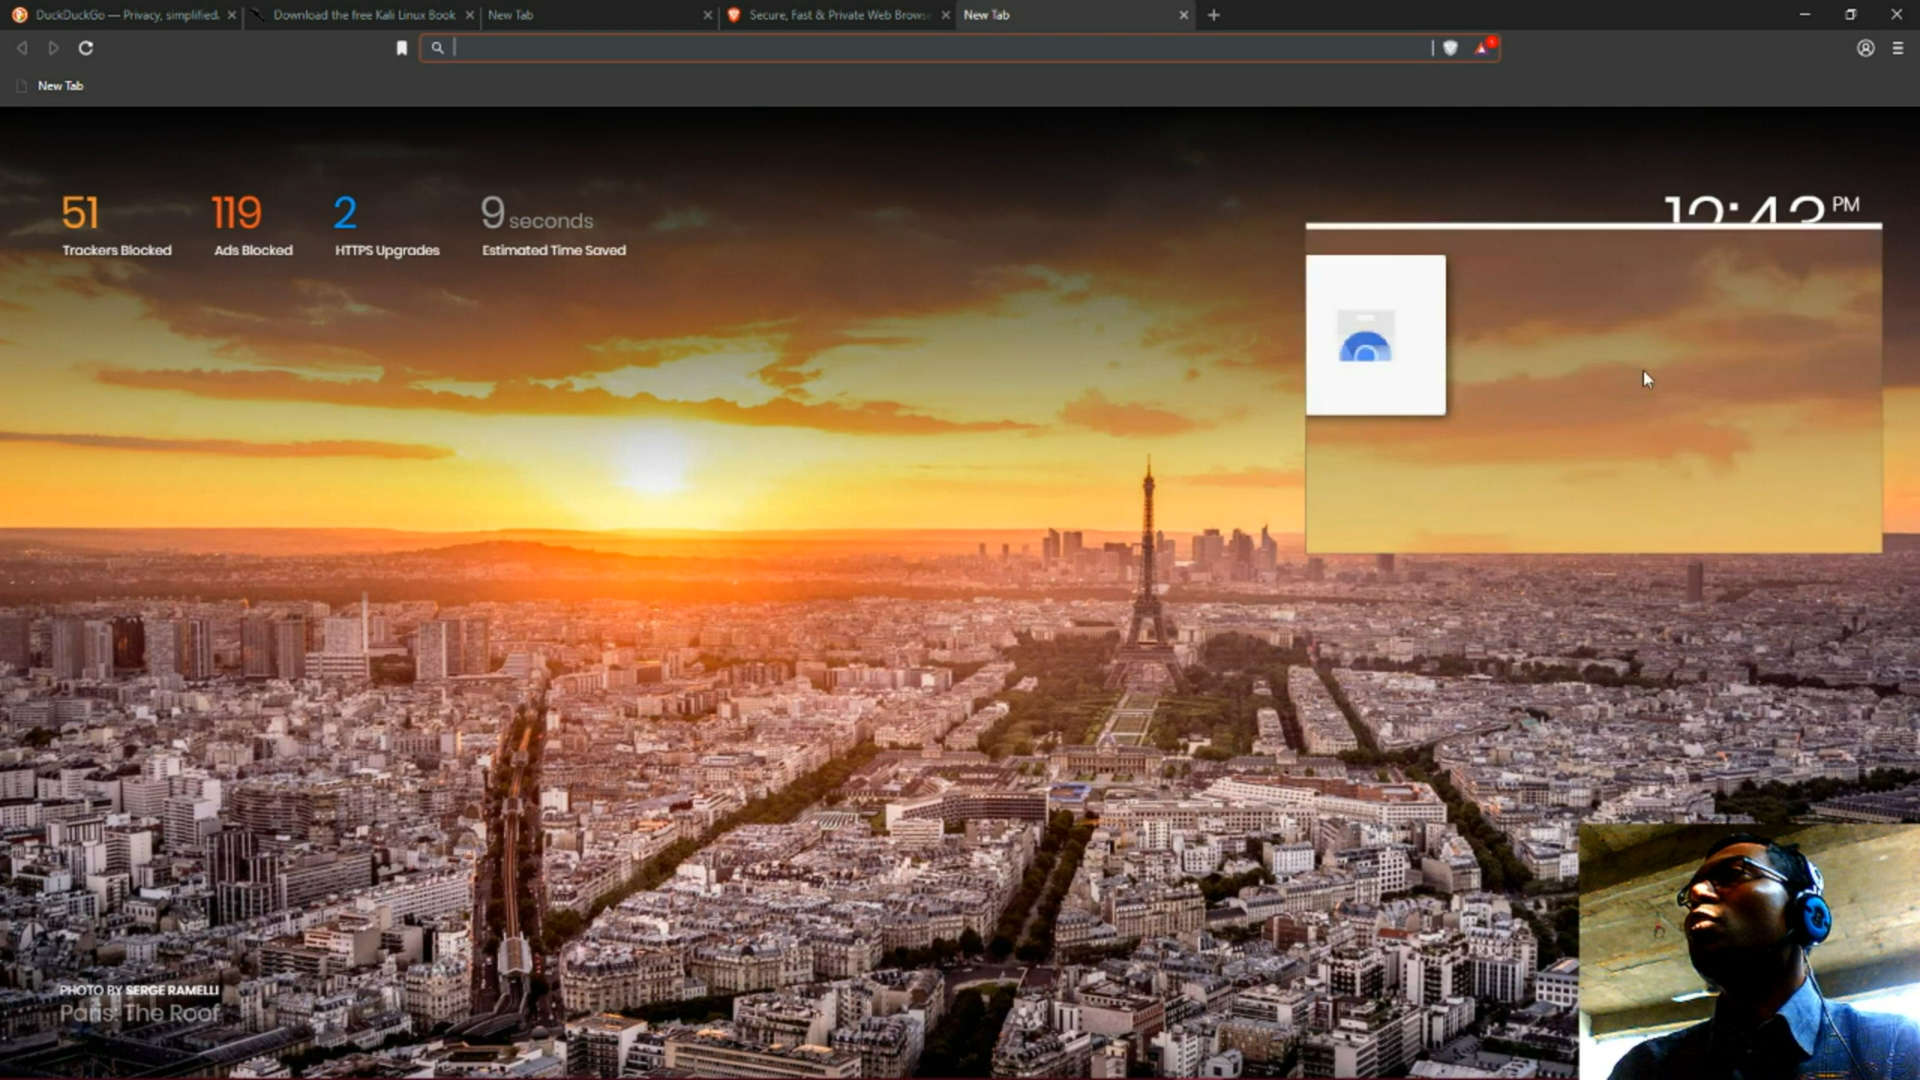 DuckDuckGo — Privacy, simplified.
Download the free Kali Linux Book
New Tab
Secure, Fast & Private Web Brows
New Tab
New Tab
51
Trackers Blocked
119
Ads Blocked
2
HTTPS Upgrades
9 seconds
Estimated Time Saved
12:43 PM
PHOTO BY SERGE RAMELLI
Paris: The Roof